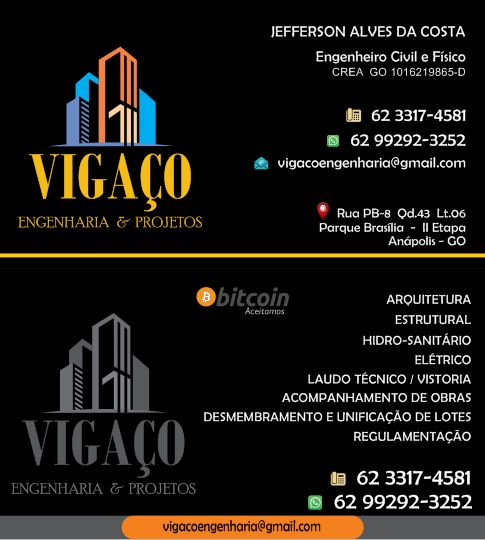 JEFFERSON ALVES DA COSTA
Engenheiro Civil e Físico
CREA GO 1016219865-D
62 3317-4581
62 99292-3252
vigacoengenharia@gmail.com
VIGAÇO
ENGENHARIA & PROJETOS
Rua PB-8 Qd.43 Lt.06
Parque Brasília - II Etapa
Anápolis - GO
bitcoin
Aceitamos
ARQUITETURA
ESTRUTURAL
HIDRO-SANITÁRIO
ELÉTRICO
LAUDO TÉCNICO / VISTORIA
ACOMPANHAMENTO DE OBRAS
DESMEMBRAMENTO E UNIFICAÇÃO DE LOTES
REGULAMENTAÇÃO
VIGAÇO
ENGENHARIA & PROJETOS
62 3317-4581
62 99292-3252
vigacoengenharia@gmail.com